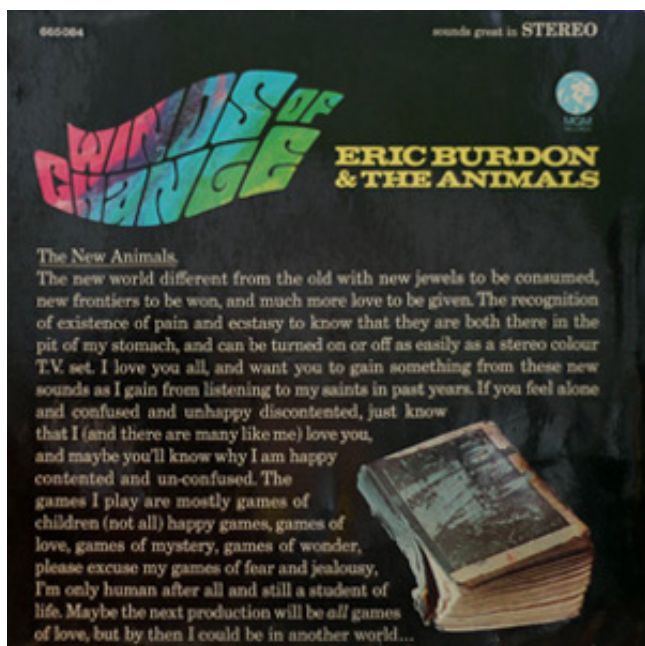 665 084
sounds great in STEREO
WINDS OF
CHANGE
MGM
RECORDS
ERIC BURDON
& THE ANIMALS
The New Animals.
The new world different from the old with new jewels to be consumed,
new frontiers to be won, and much more love to be given. The recognition
of existence of pain and ecstasy to know that they are both there in the
pit of my stomach, and can be turned on or off as easily as a stereo colour
T.V. set. I love you all, and want you to gain something from these new
sounds as I gain from listening to my saints in past years. If you feel alone
and confused and unhappy discontented, just know
that I (and there are many like me) love you,
and maybe you'll know why I am happy
contented and un-confused. The
games I play are mostly games of
children (not all) happy games, games of
love, games of mystery, games of wonder,
please excuse my games of fear and jealousy,
I'm only human after all and still a student of
life. Maybe the next production will be all games
of love, but by then I could be in another world...